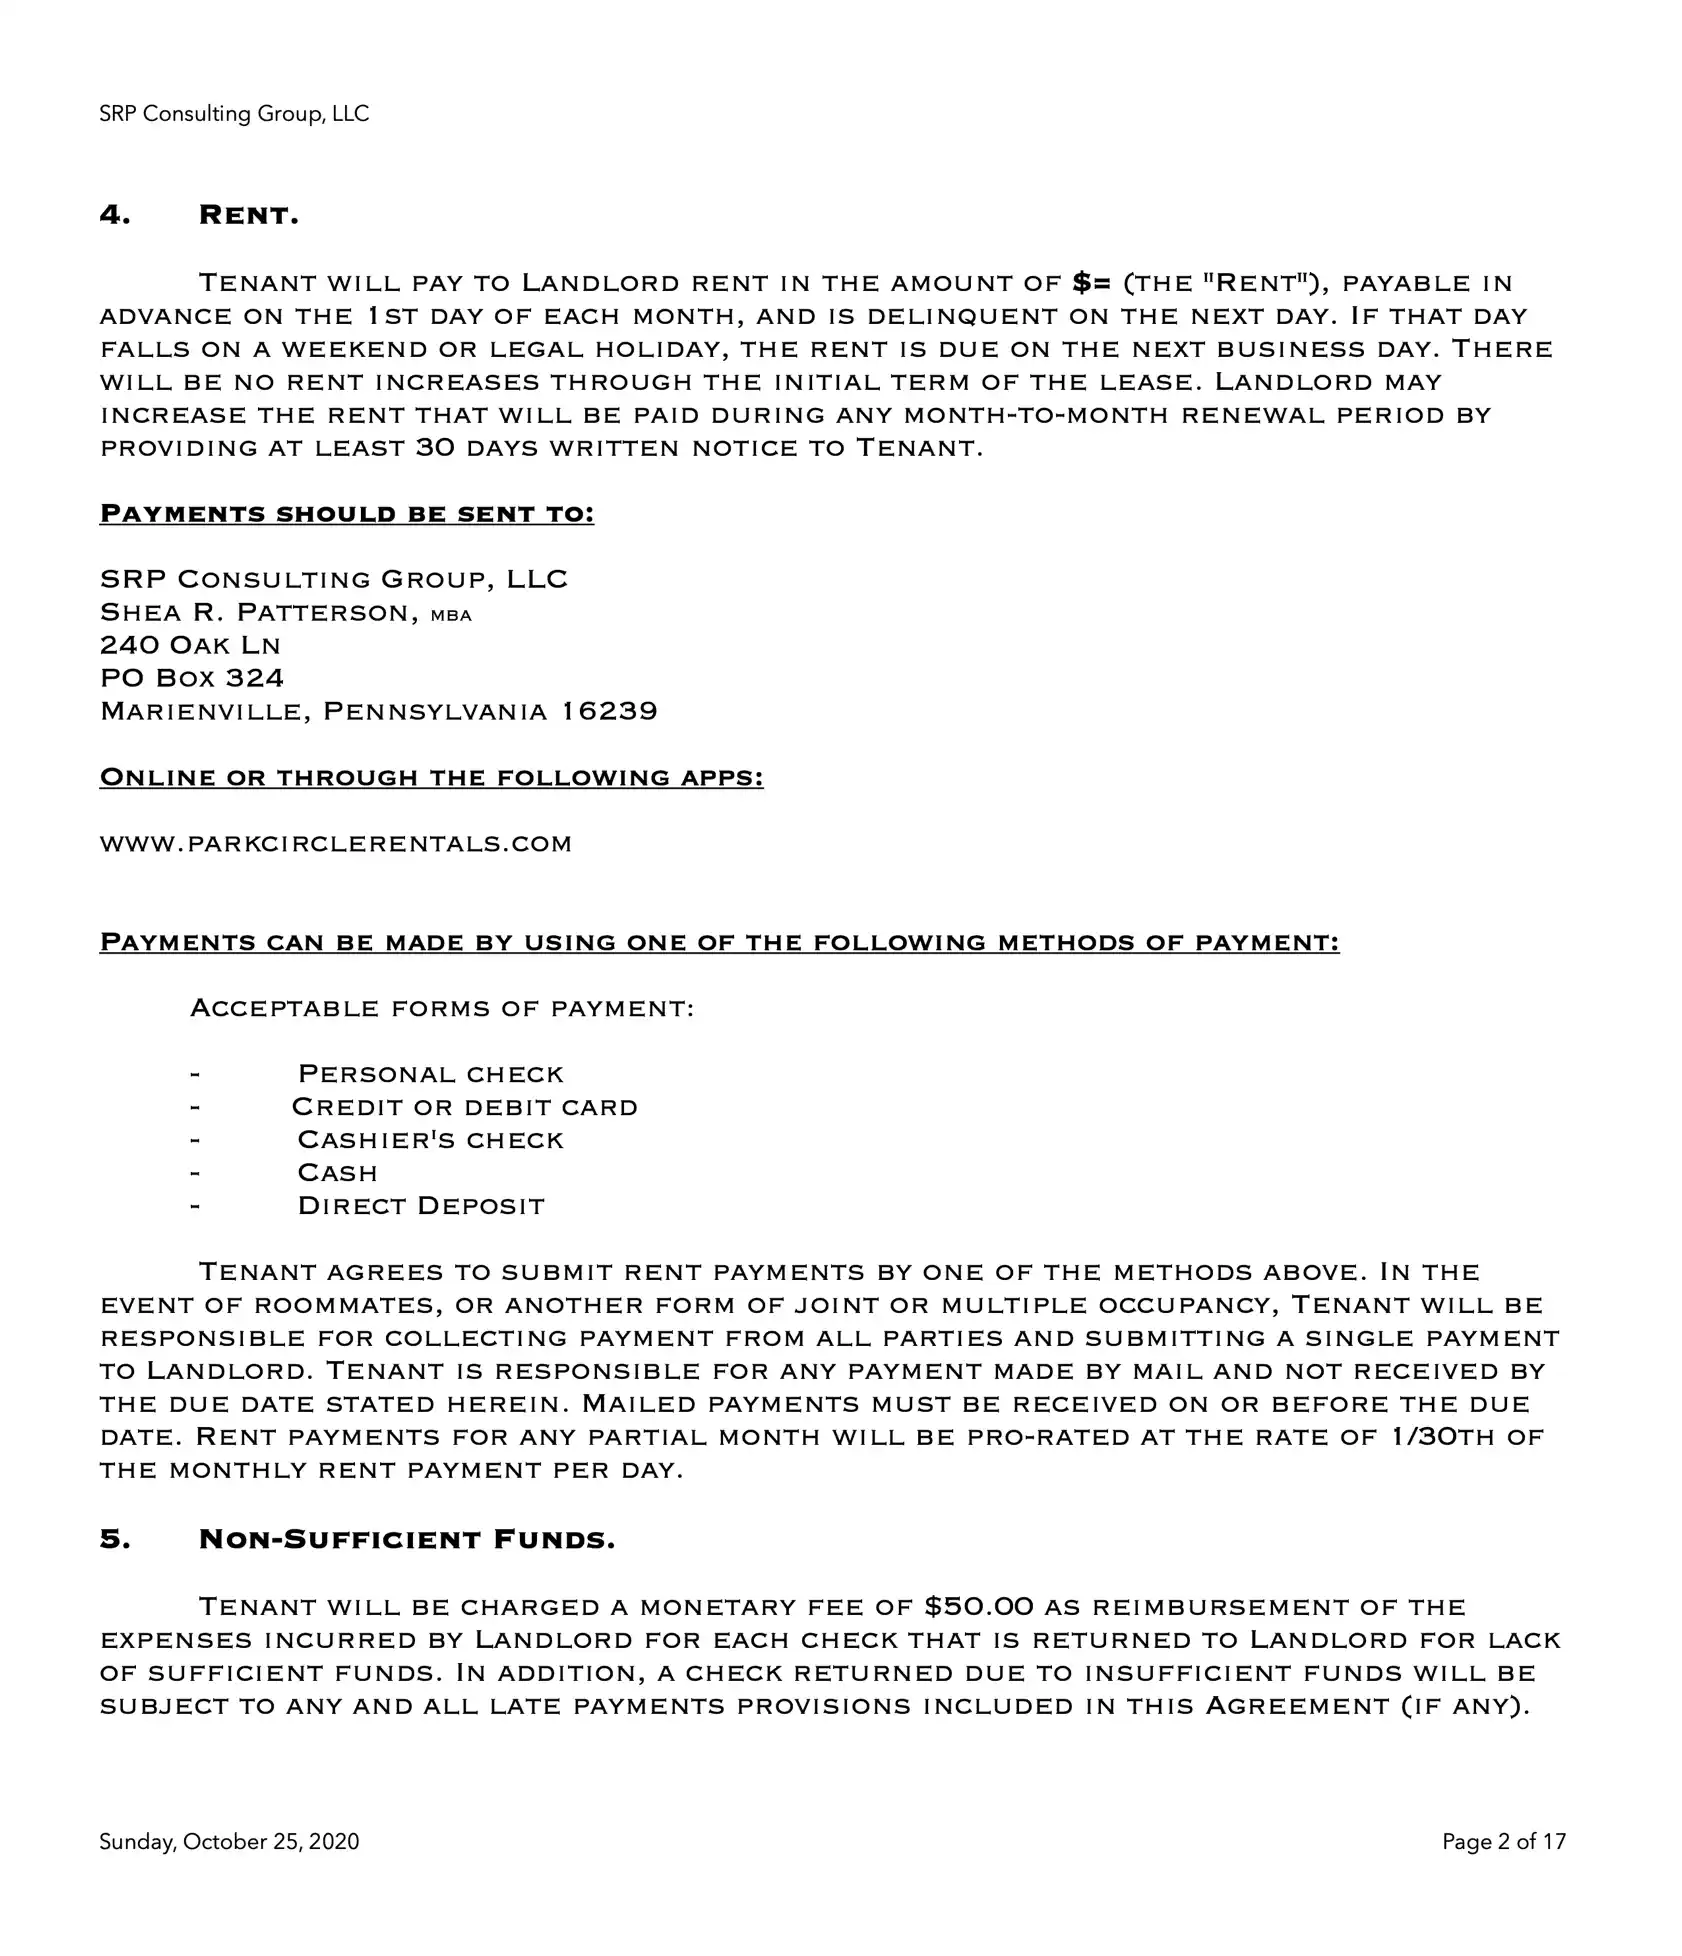 SRP Consulting Group, LLC
4. Rent.
Tenant will pay to Landlord rent in the amount of $= (the "Rent"), payable in
advance on the 1st day of each month, and is delinquent on the next day. If that day
falls on a weekend or legal holiday, the rent is due on the next business day. There
will be no rent increases through the initial term of the lease. Landlord may
increase the rent that will be paid during any month-to-month renewal period by
providing at least 30 days written notice to Tenant.
Payments should be sent to:
SRP Consulting Group, LLC
Shea R. Patterson, MBA
240 Oak Ln
PO Box 324
Marienville, Pennsylvania 16239
Online or through the following apps:
www.parkcirclerentals.com
Payments can be made by using one of the following methods of payment:
Acceptable forms of payment:
- Personal check
- Credit or debit card
- Cashier's check
- Cash
- Direct Deposit
Tenant agrees to submit rent payments by one of the methods above. In the
event of roommates, or another form of joint or multiple occupancy, Tenant will be
responsible for collecting payment from all parties and submitting a single payment
to Landlord. Tenant is responsible for any payment made by mail and not received by
the due date stated herein. Mailed payments must be received on or before the due
date. Rent payments for any partial month will be pro-rated at the rate of 1/30th of
the monthly rent payment per day.
5. Non-Sufficient Funds.
Tenant will be charged a monetary fee of $50.00 as reimbursement of the
expenses incurred by Landlord for each check that is returned to Landlord for lack
of sufficient funds. In addition, a check returned due to insufficient funds will be
subject to any and all late payments provisions included in this Agreement (if any).
Sunday, October 25, 2020 Page 2 of 17